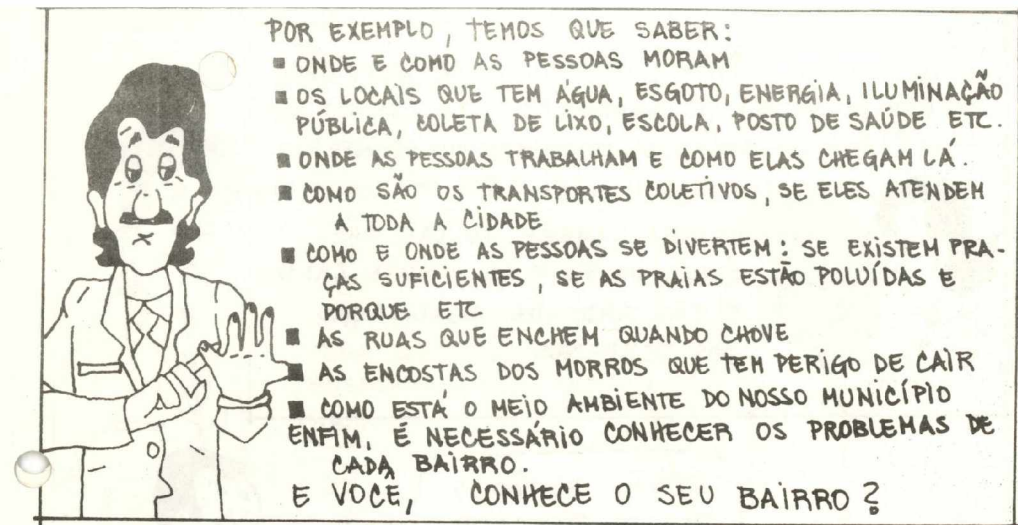 POR EXEMPLO, TEMOS QUE SABER:
■ ONDE E COMO AS PESSOAS MORAM
■ OS LOCAIS QUE TEM ÁGUA, ESGOTO, ENERGIA, ILUMINAÇÃO
PÚBLICA, COLETA DE LIXO, ESCOLA, POSTO DE SAÚDE ETC.
■ ONDE AS PESSOAS TRABALHAM E COMO ELAS CHEGAM LÁ.
■ COMO SÃO OS TRANSPORTES COLETIVOS, SE ELES ATENDEM
A TODA A CIDADE
■ COMO E ONDE AS PESSOAS SE DIVERTEM: SE EXISTEM PRA-
ÇAS SUFICIENTES, SE AS PRAIAS ESTÃO POLUÍDAS E
PORQUE ETC
■ AS RUAS QUE ENCHEM QUANDO CHOVE
■ AS ENCOSTAS DOS MORROS QUE TEM PERIGO DE CAIR
■ COMO ESTÁ O MEIO AMBIENTE DO NOSSO MUNICÍPIO
ENFIM, É NECESSÁRIO CONHECER OS PROBLEMAS DE
CADA BAIRRO.
E VOCÊ, CONHECE O SEU BAIRRO?